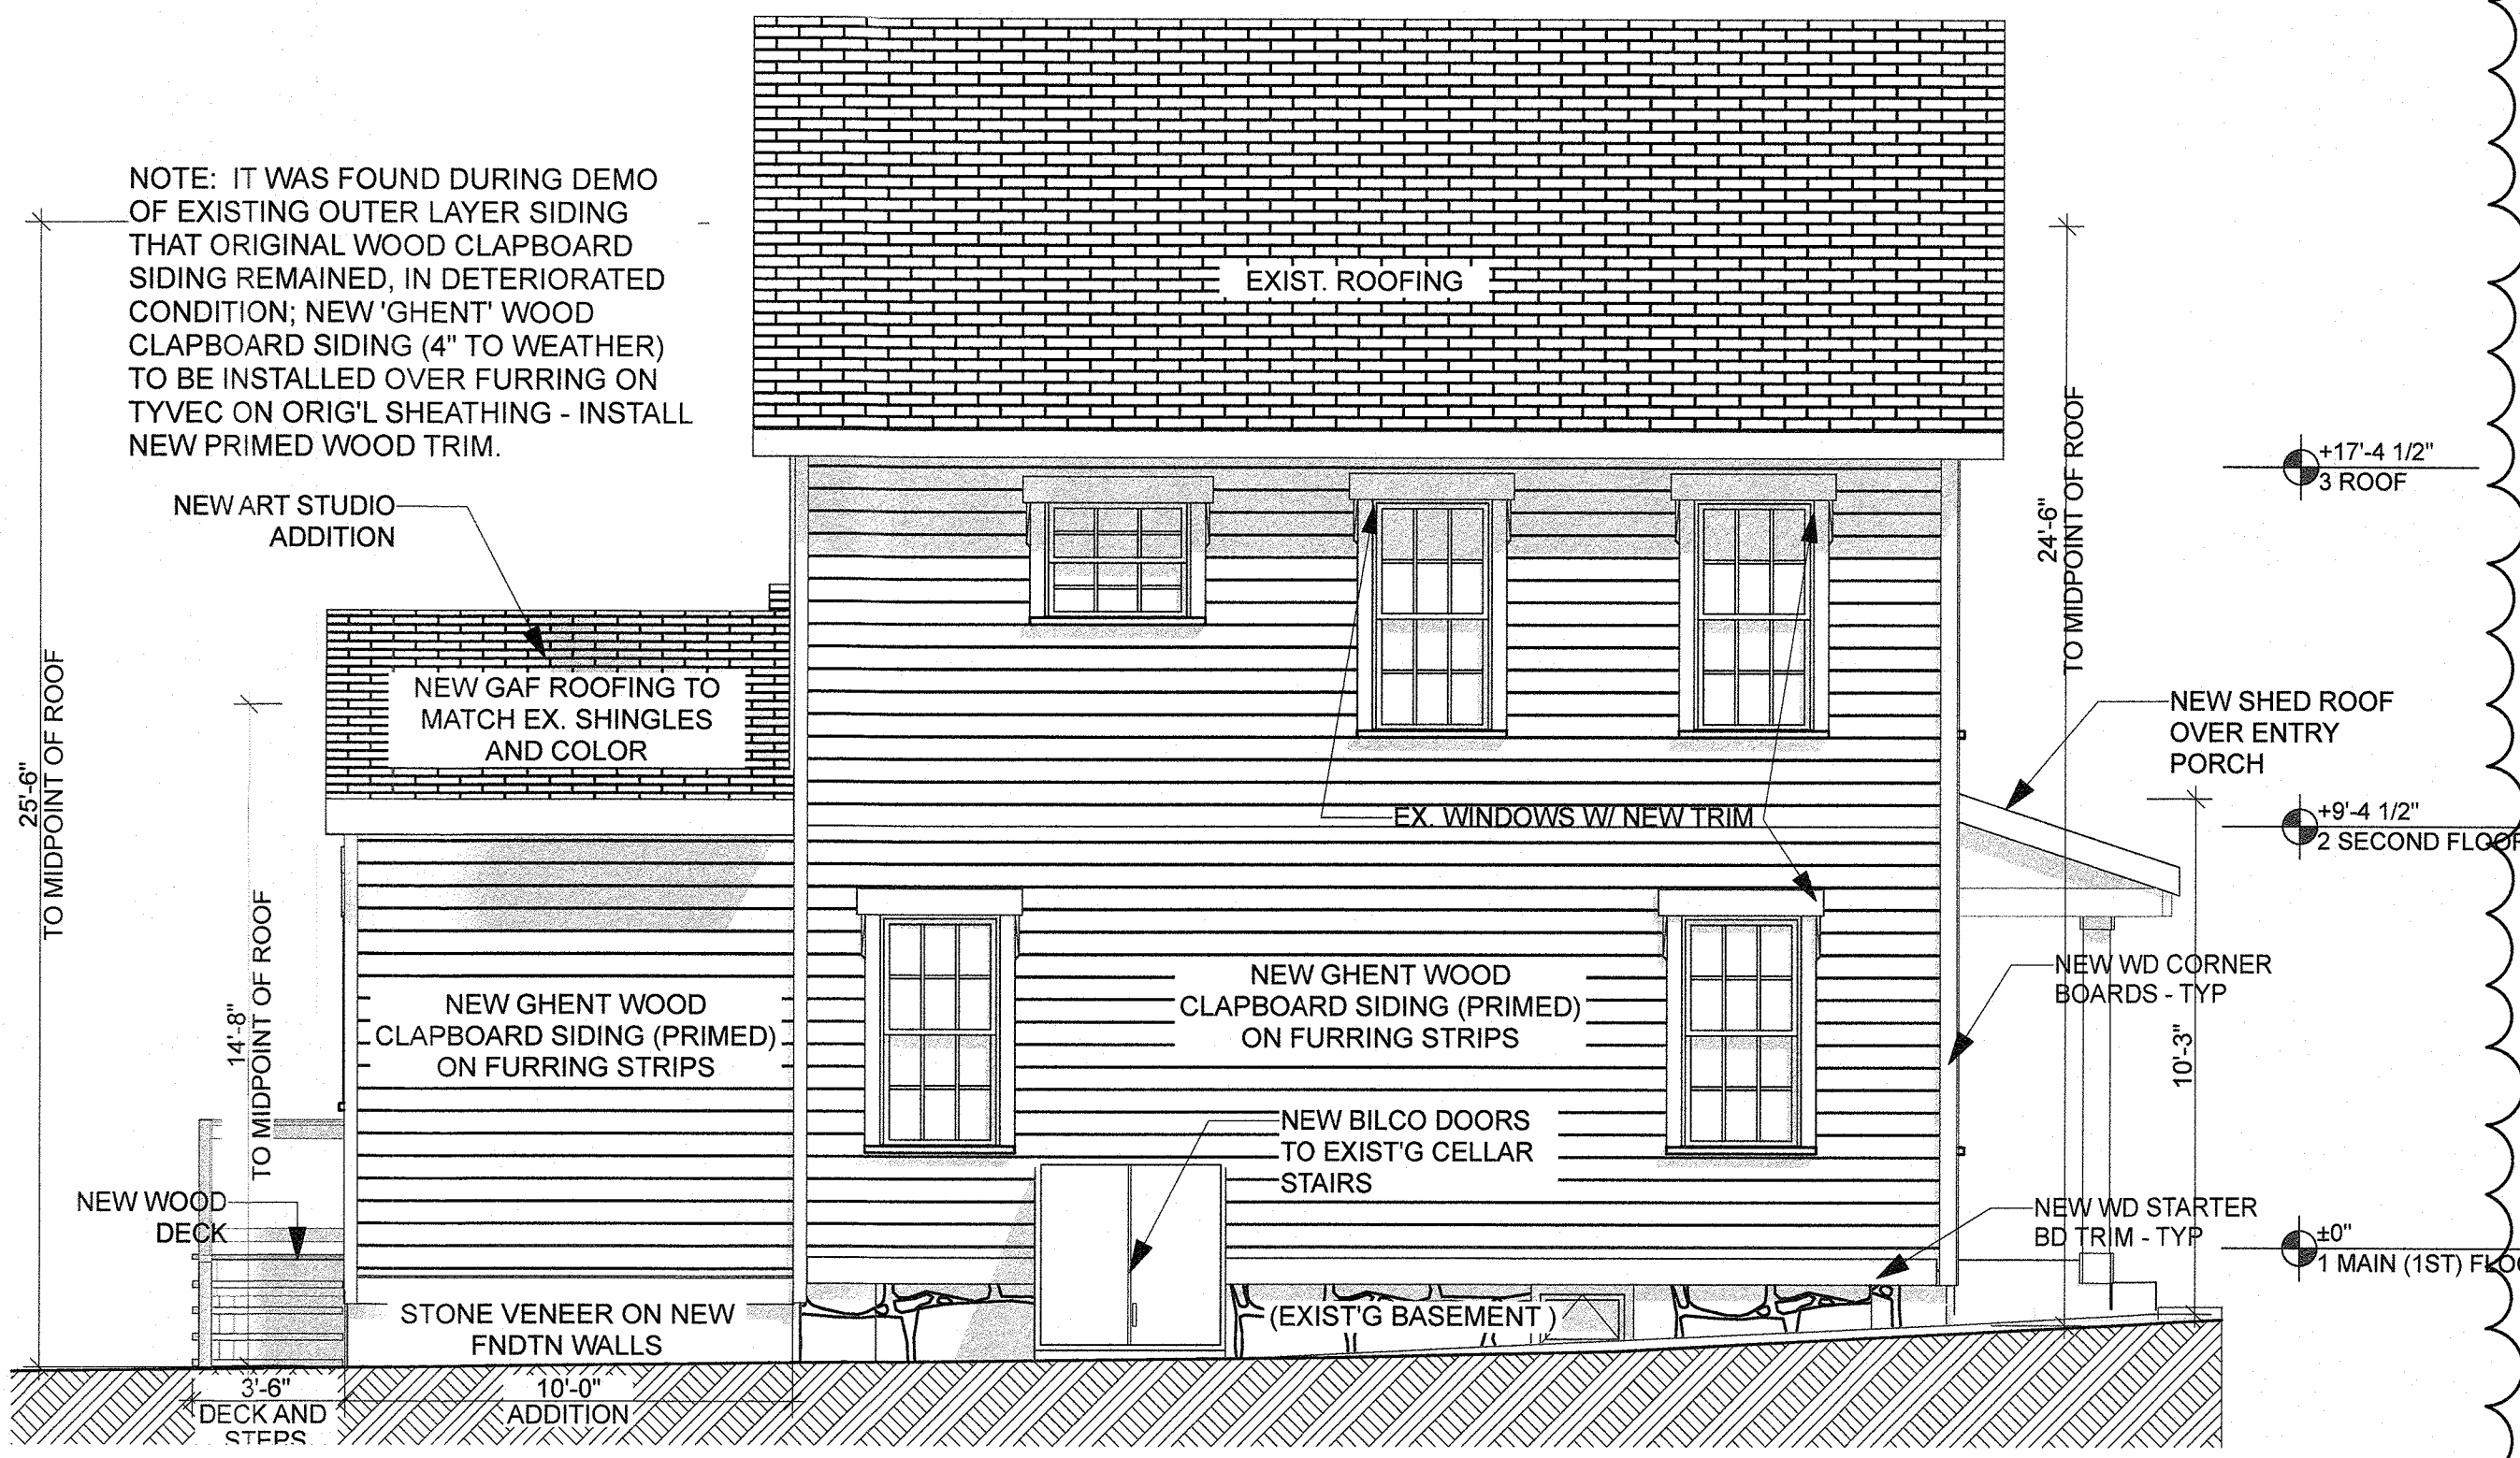 NOTE: IT WAS FOUND DURING DEMO
OF EXISTING OUTER LAYER SIDING
THAT ORIGINAL WOOD CLAPBOARD
SIDING REMAINED, IN DETERIORATED
CONDITION; NEW 'GHENT' WOOD
CLAPBOARD SIDING (4" TO WEATHER)
TO BE INSTALLED OVER FURRING ON
TYVEC ON ORIG'L SHEATHING - INSTALL
NEW PRIMED WOOD TRIM.
EXIST. ROOFING
NEW ART STUDIO
ADDITION
NEW GAF ROOFING TO
MATCH EX. SHINGLES
AND COLOR
25'-6"
TO MIDPOINT OF ROOF
14'-8"
TO MIDPOINT OF ROOF
24'-6"
TO MIDPOINT OF ROOF
+17'-4 1/2"
3 ROOF
NEW SHED ROOF
OVER ENTRY
PORCH
+9'-4 1/2"
2 SECOND FLOOR
EX. WINDOWS W/ NEW TRIM
NEW GHENT WOOD
CLAPBOARD SIDING (PRIMED)
ON FURRING STRIPS
NEW GHENT WOOD
CLAPBOARD SIDING (PRIMED)
ON FURRING STRIPS
NEW WD CORNER
BOARDS - TYP
10'-3"
NEW BILCO DOORS
TO EXIST'G CELLAR
STAIRS
NEW WOOD
DECK
NEW WD STARTER
BD TRIM - TYP
±0"
1 MAIN (1ST) FLOO
STONE VENEER ON NEW
FNDTN WALLS
(EXIST'G BASEMENT )
3'-6"
DECK AND
STEPS
10'-0"
ADDITION